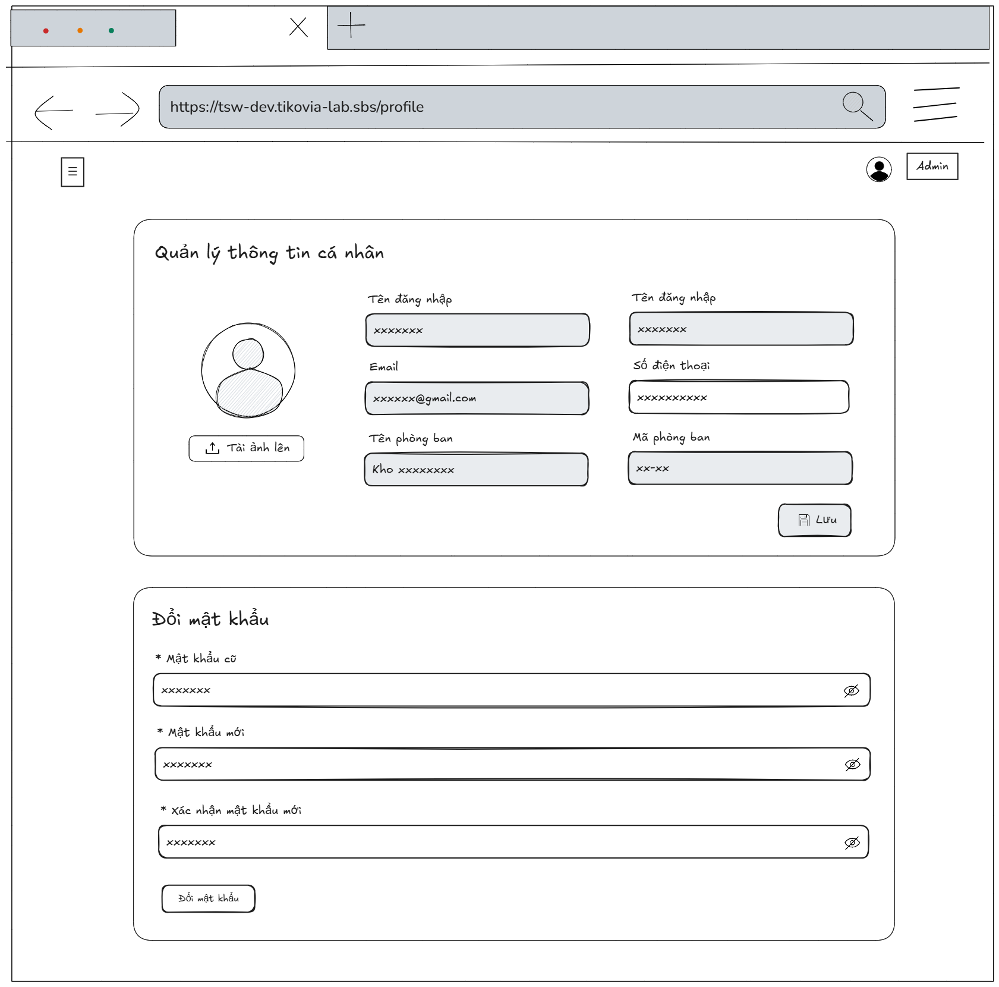 https://tsw-dev.tikovia-lab.sbs/profile
Admin
Quản lý thông tin cá nhân
Tên đăng nhập
Tên đăng nhập
xxxxxxx
xxxxxxx
Email
Số điện thoại
xxxxxx@gmail.com
xxxxxxxxxx
Tên phòng ban
Mã phòng ban
Tài ảnh lên
Kho xxxxxxxx
xx-xx
Lưu
Đổi mật khẩu
* Mật khẩu cũ
xxxxxxx
* Mật khẩu mới
xxxxxxx
* Xác nhận mật khẩu mới
xxxxxxx
Đổi mật khẩu